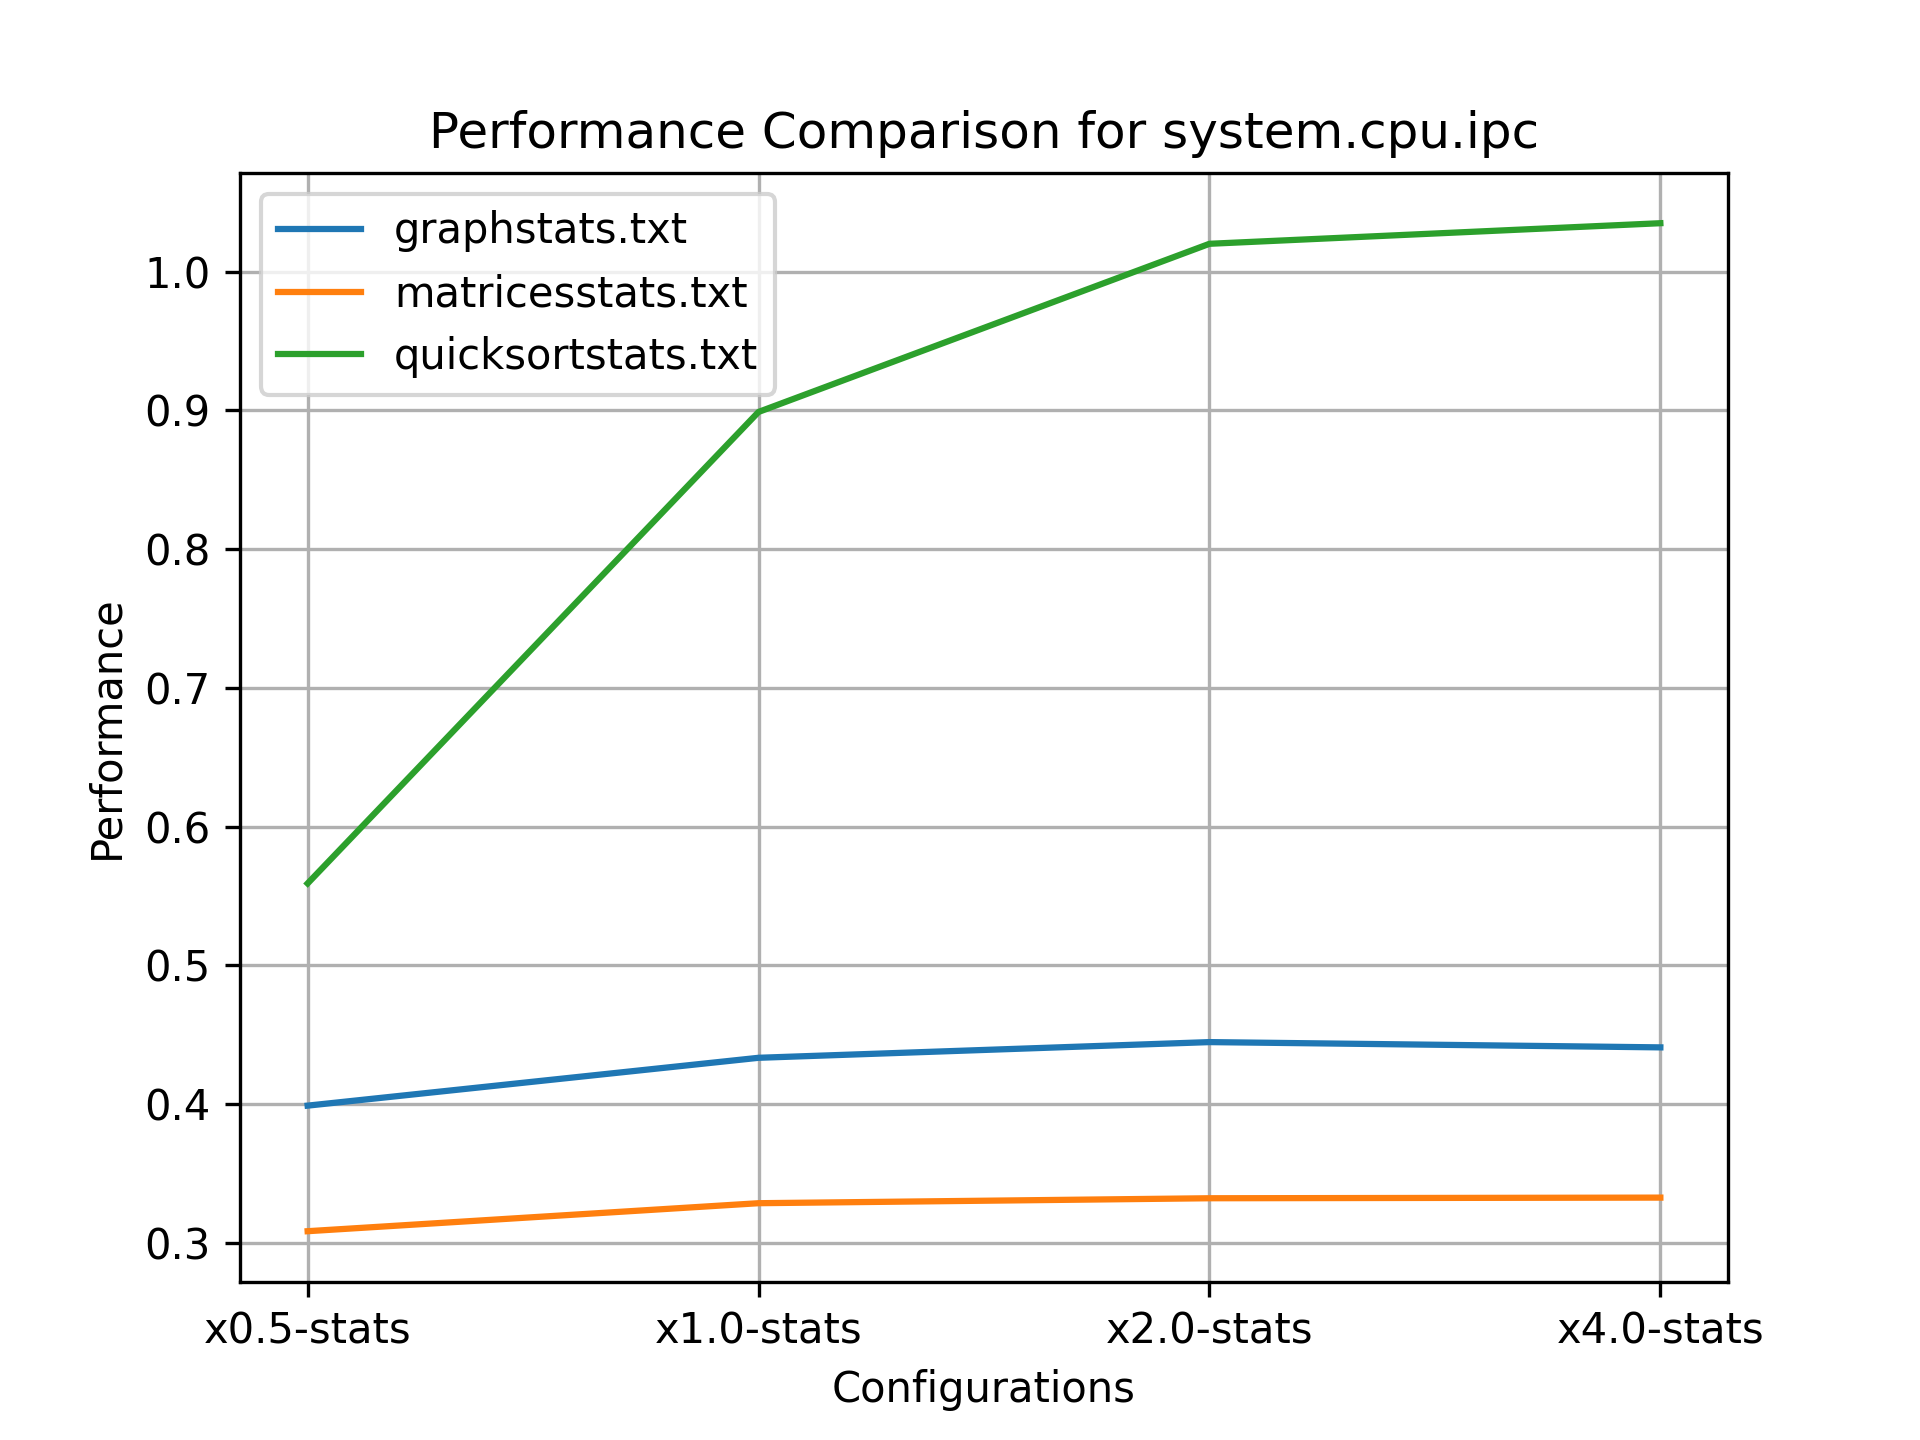 Performance Comparison for system.cpu.ipc
graphstats.txt
matricesstats.txt
quicksortstats.txt
1.0
0.9
0.8
0.7
0.6
0.5
0.4
0.3
Performance
x0.5-stats x1.0-stats x2.0-stats x4.0-stats
Configurations